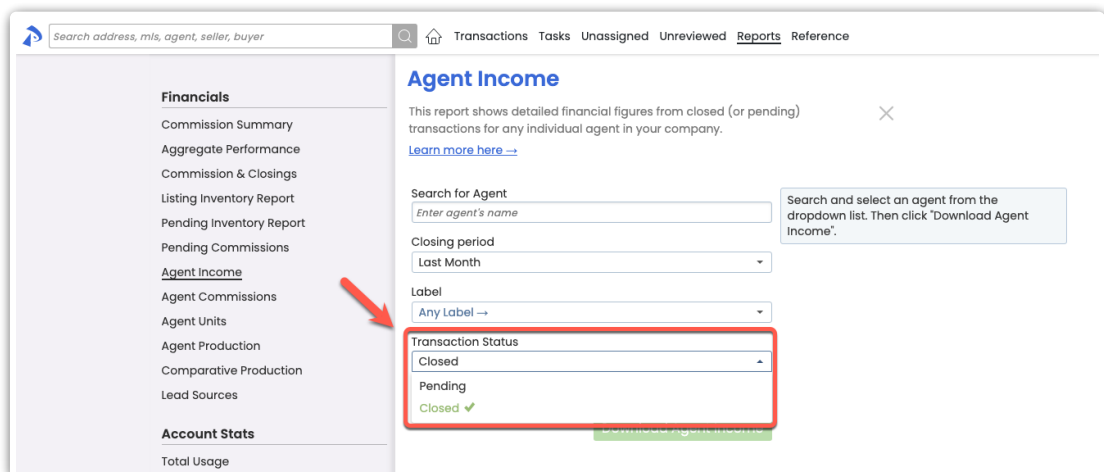 Search address, mls, agent, seller, buyer
Transactions Tasks Unassigned Unreviewed Reports Reference
Financials
Commission Summary
Aggregate Performance
Commission & Closings
Listing Inventory Report
Pending Inventory Report
Pending Commissions
Agent Income
Agent Commissions
Agent Units
Agent Production
Comparative Production
Lead Sources
Account Stats
Total Usage
Agent Income
This report shows detailed financial figures from closed (or pending)
transactions for any individual agent in your company.
Learn more here →
Search for Agent
Enter agent's name
Search and select an agent from the
dropdown list. Then click "Download Agent
Income".
Closing period
Last Month
Label
Any Label →
Transaction Status
Closed
Pending
Closed ✔
Download Agent Income